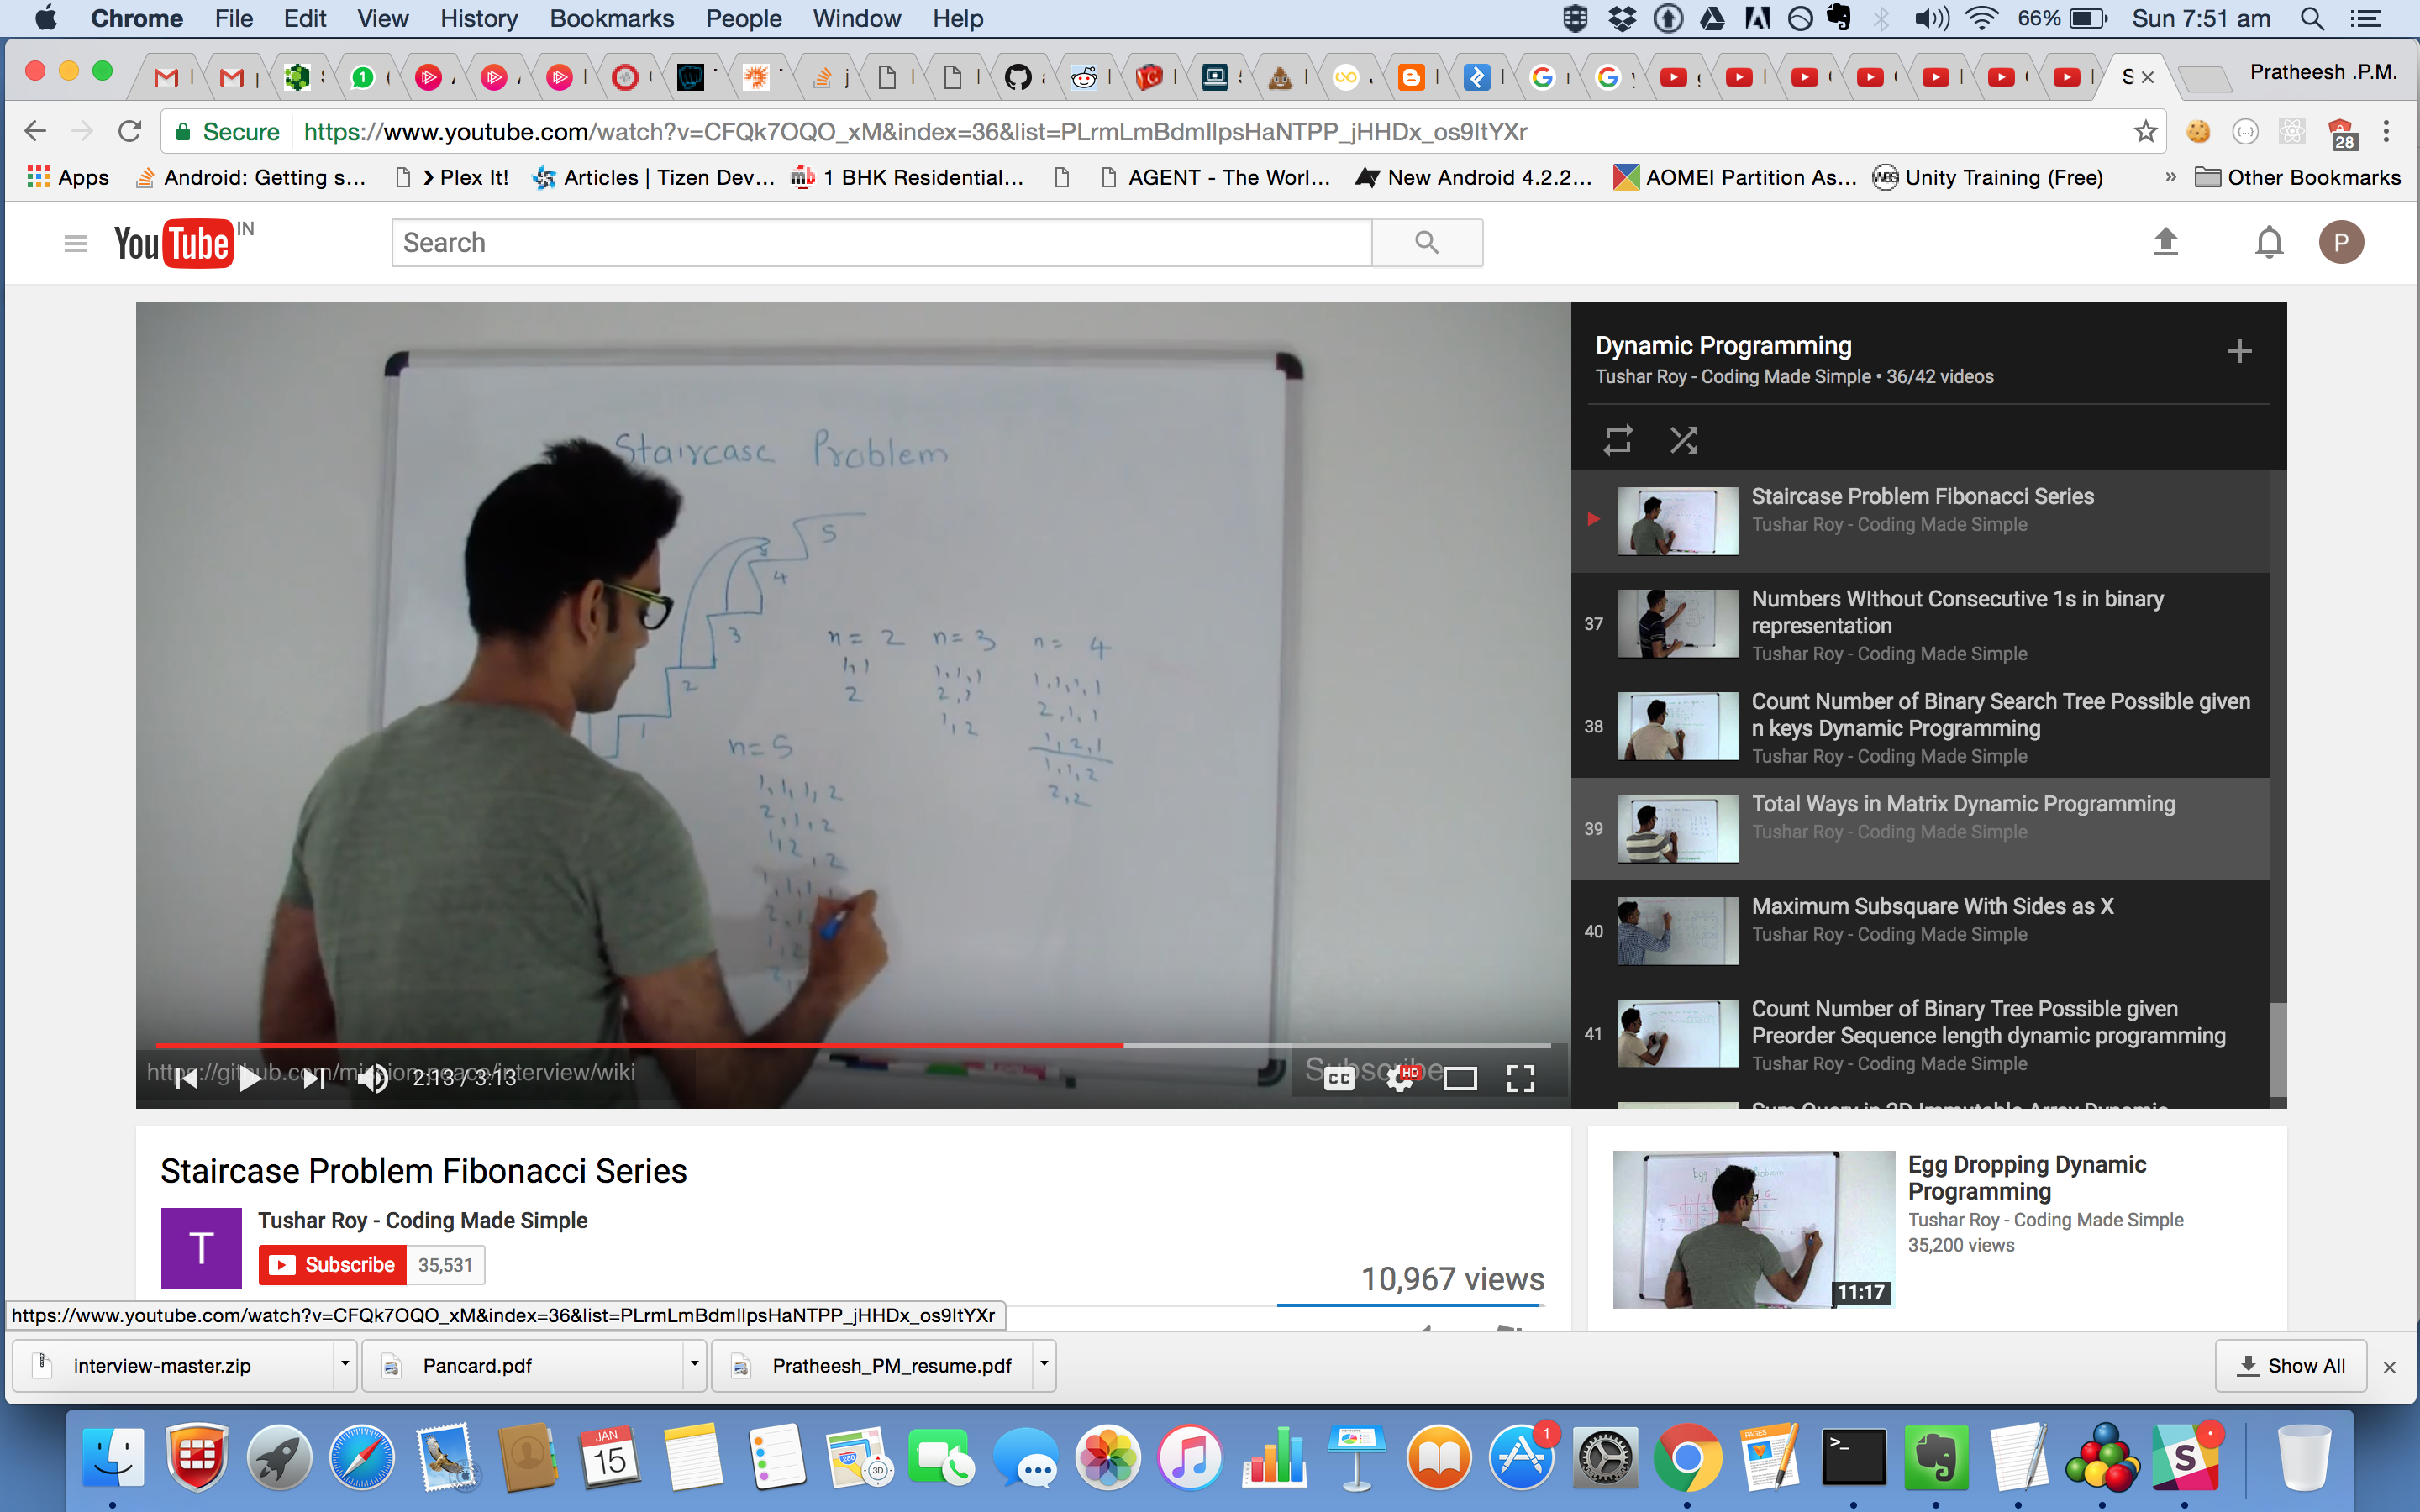 Chrome File Edit View History Bookmarks People Window Help
66% Sun 7:51 am
Pratheesh .P.M.
Secure https://www.youtube.com/watch?v=CFQk7OQO_xM&index=36&list=PLrmLmBdmIlpsHaNTPP_jHHDx_os9ItYXr
28
Apps Android: Getting s... Plex It! Articles | Tizen Dev... 1 BHK Residential... AGENT - The Worl... New Android 4.2.2... AOMEI Partition As... Unity Training (Free) » Other Bookmarks
YouTube IN
Search
P
Staircase Problem
5
4
3
2
1
n = 2 n = 3 n = 4
1,1 1,1,1 1,1,1,1
2 2,1 2,1,1
1,2 1,2,1
1,1,2
2,2
n = 5
1,1,1,2
2,1,2
1,2,2
https://github.com/mission-peace/interview/wiki
2:13 / 3:13
Subscribe
CC
HD
Dynamic Programming
Tushar Roy - Coding Made Simple • 36/42 videos
Staircase Problem Fibonacci Series
Tushar Roy - Coding Made Simple
37
Numbers WIthout Consecutive 1s in binary
representation
Tushar Roy - Coding Made Simple
38
Count Number of Binary Search Tree Possible given
n keys Dynamic Programming
Tushar Roy - Coding Made Simple
39
Total Ways in Matrix Dynamic Programming
Tushar Roy - Coding Made Simple
40
Maximum Subsquare With Sides as X
Tushar Roy - Coding Made Simple
41
Count Number of Binary Tree Possible given
Preorder Sequence length dynamic programming
Tushar Roy - Coding Made Simple
Staircase Problem Fibonacci Series
T
Tushar Roy - Coding Made Simple
Subscribe 35,531
10,967 views
Egg Dropping Dynamic
Programming
Tushar Roy - Coding Made Simple
35,200 views
11:17
https://www.youtube.com/watch?v=CFQk7OQO_xM&index=36&list=PLrmLmBdmIlpsHaNTPP_jHHDx_os9ItYXr
interview-master.zip Pancard.pdf Pratheesh_PM_resume.pdf Show All
JAN
15
3D
1
PAGES